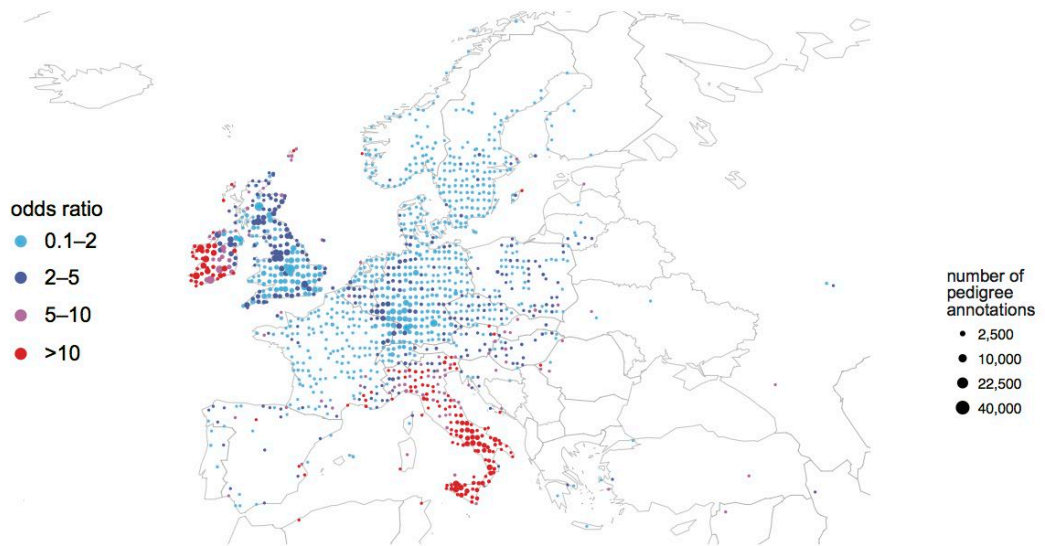 odds ratio
0.1–2
2–5
5–10
>10
number of
pedigree
annotations
2,500
10,000
22,500
40,000